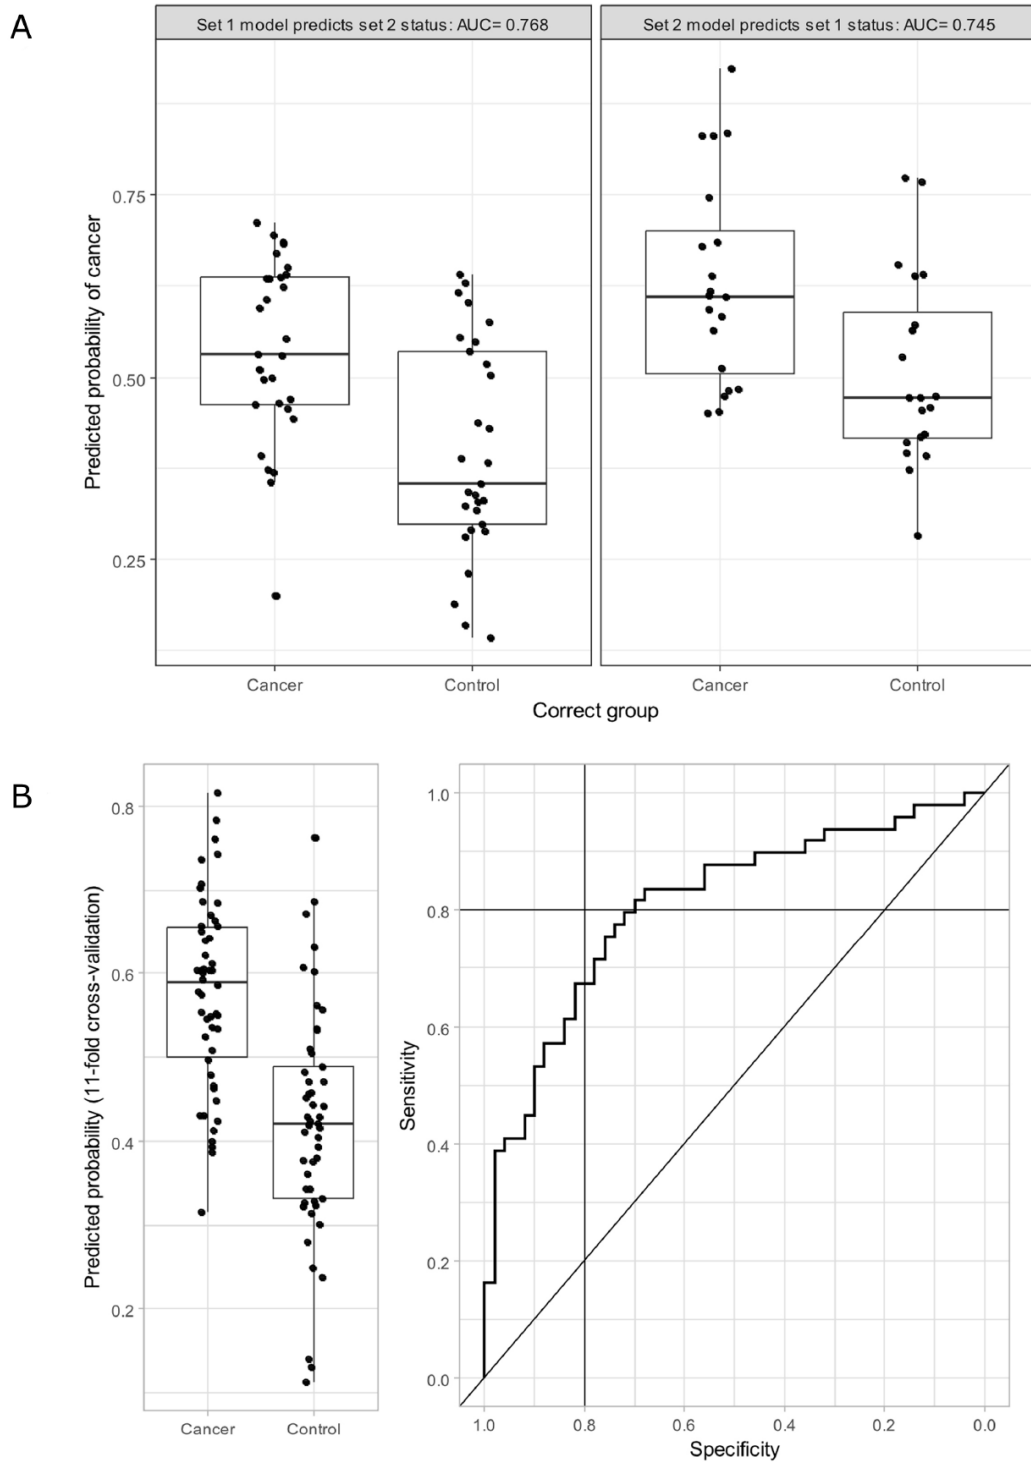 A
Set 1 model predicts set 2 status: AUC= 0.768
Set 2 model predicts set 1 status: AUC= 0.745
Predicted probability of cancer
0.75
0.50
0.25
Cancer
Control
Cancer
Control
Correct group
B
Predicted probability (11-fold cross-validation)
0.8
0.6
0.4
0.2
Cancer
Control
Sensitivity
1.0
0.8
0.6
0.4
0.2
0.0
1.0
0.8
0.6
0.4
0.2
0.0
Specificity